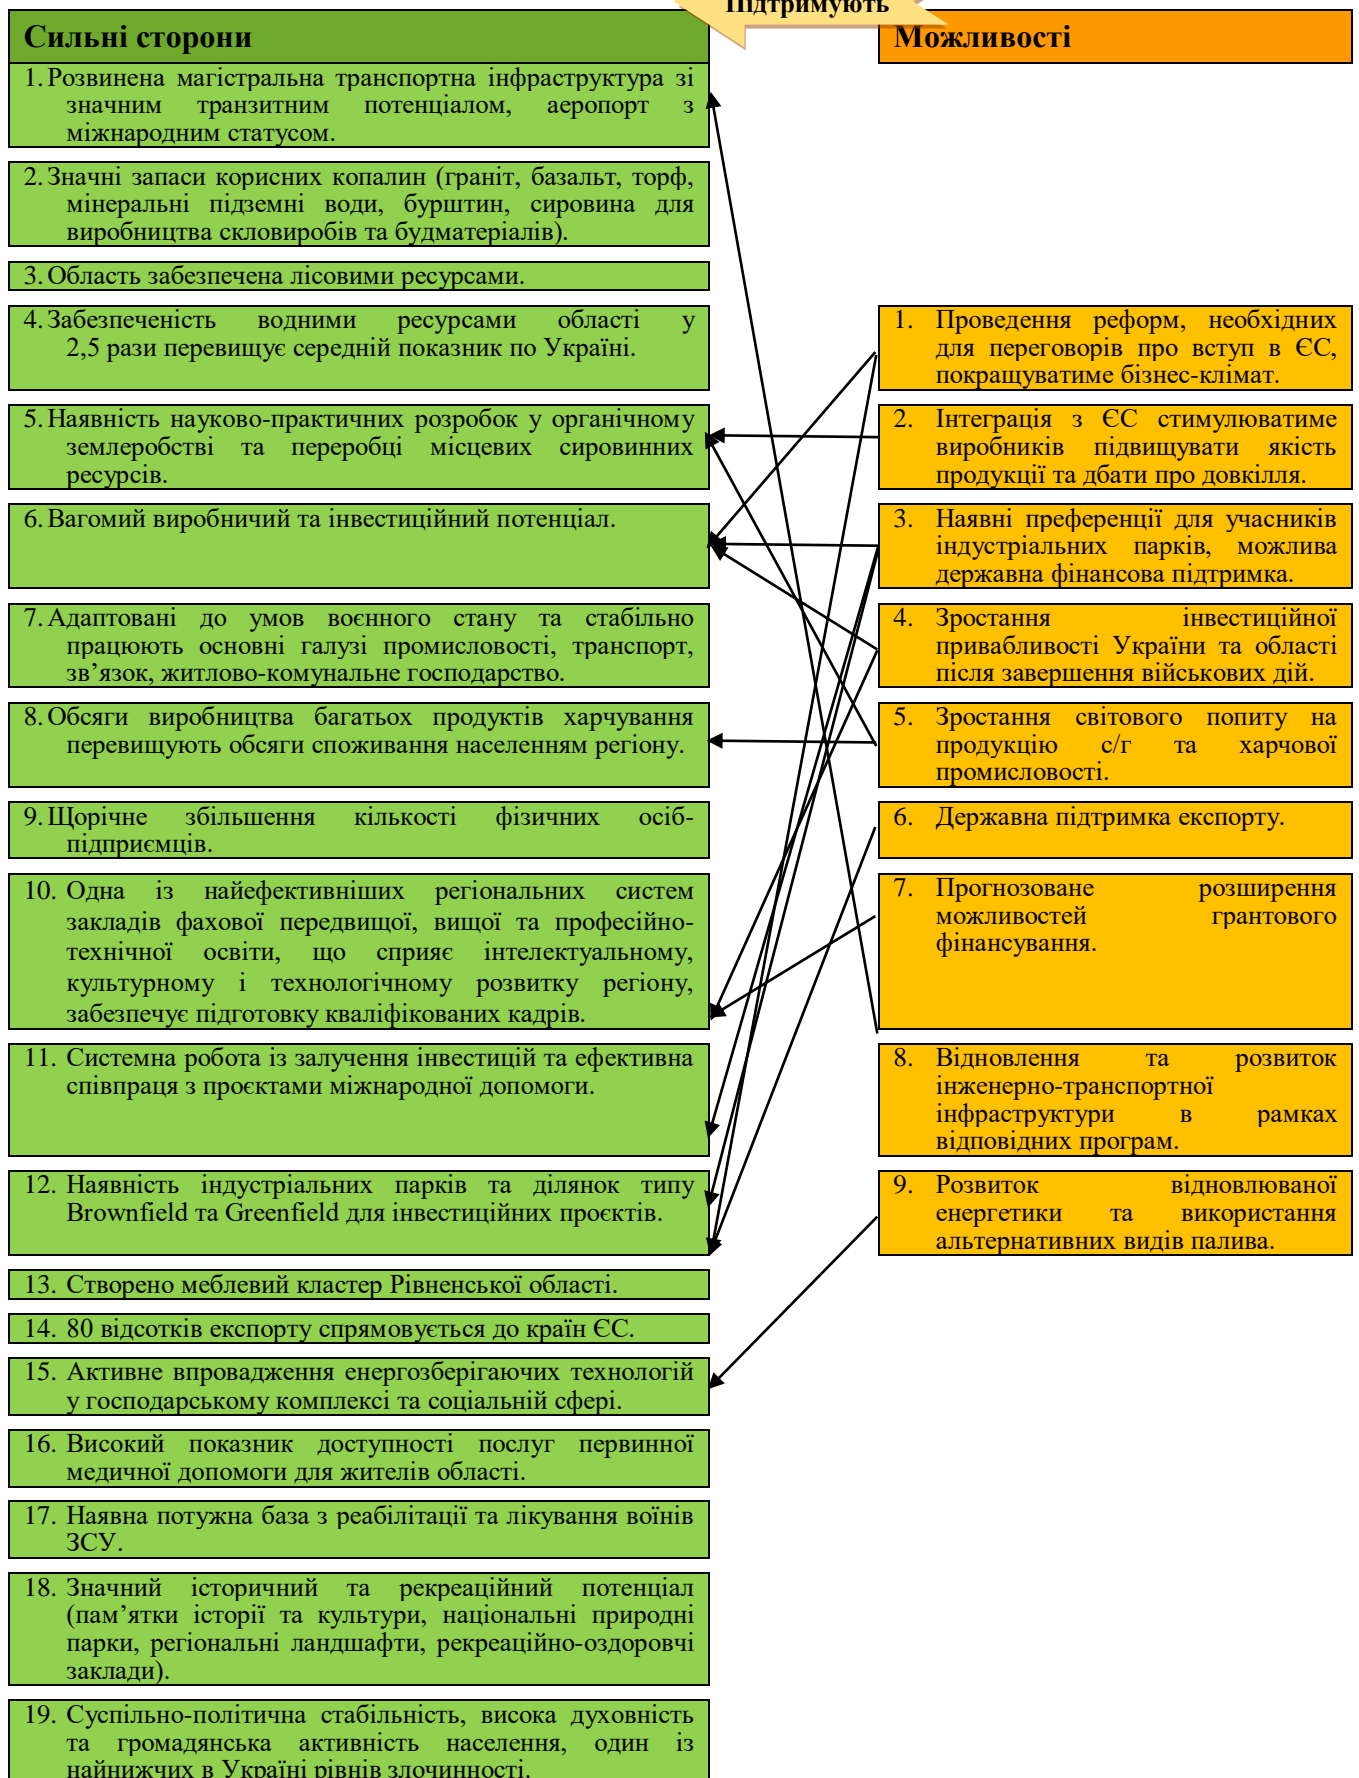 Підтримують
Сильні сторони
1. Розвинена магістральна транспортна інфраструктура зі
значним транзитним потенціалом, аеропорт з
міжнародним статусом.
2. Значні запаси корисних копалин (граніт, базальт, торф,
мінеральні підземні води, бурштин, сировина для
виробництва скловиробів та будматеріалів).
3. Область забезпечена лісовими ресурсами.
4. Забезпеченість водними ресурсами області у
2,5 рази перевищує середній показник по Україні.
5. Наявність науково-практичних розробок у органічному
землеробстві та переробці місцевих сировинних
ресурсів.
6. Вагомий виробничий та інвестиційний потенціал.
7. Адаптовані до умов воєнного стану та стабільно
працюють основні галузі промисловості, транспорт,
зв’язок, житлово-комунальне господарство.
8. Обсяги виробництва багатьох продуктів харчування
перевищують обсяги споживання населенням регіону.
9. Щорічне збільшення кількості фізичних осіб-
підприємців.
10. Одна із найефективніших регіональних систем
закладів фахової передвищої, вищої та професійно-
технічної освіти, що сприяє інтелектуальному,
культурному і технологічному розвитку регіону,
забезпечує підготовку кваліфікованих кадрів.
11. Системна робота із залучення інвестицій та ефективна
співпраця з проєктами міжнародної допомоги.
12. Наявність індустріальних парків та ділянок типу
Brownfield та Greenfield для інвестиційних проєктів.
13. Створено меблевий кластер Рівненської області.
14. 80 відсотків експорту спрямовується до країн ЄС.
15. Активне впровадження енергозберігаючих технологій
у господарському комплексі та соціальній сфері.
16. Високий показник доступності послуг первинної
медичної допомоги для жителів області.
17. Наявна потужна база з реабілітації та лікування воїнів
ЗСУ.
18. Значний історичний та рекреаційний потенціал
(пам’ятки історії та культури, національні природні
парки, регіональні ландшафти, рекреаційно-оздоровчі
заклади).
19. Суспільно-політична стабільність, висока духовність
та громадянська активність населення, один із
найнижчих в Україні рівнів злочинності.
Можливості
1. Проведення реформ, необхідних
для переговорів про вступ в ЄС,
покращуватиме бізнес-клімат.
2. Інтеграція з ЄС стимулюватиме
виробників підвищувати якість
продукції та дбати про довкілля.
3. Наявні преференції для учасників
індустріальних парків, можлива
державна фінансова підтримка.
4. Зростання інвестиційної
привабливості України та області
після завершення військових дій.
5. Зростання світового попиту на
продукцію с/г та харчової
промисловості.
6. Державна підтримка експорту.
7. Прогнозоване розширення
можливостей грантового
фінансування.
8. Відновлення та розвиток
інженерно-транспортної
інфраструктури в рамках
відповідних програм.
9. Розвиток відновлюваної
енергетики та використання
альтернативних видів палива.